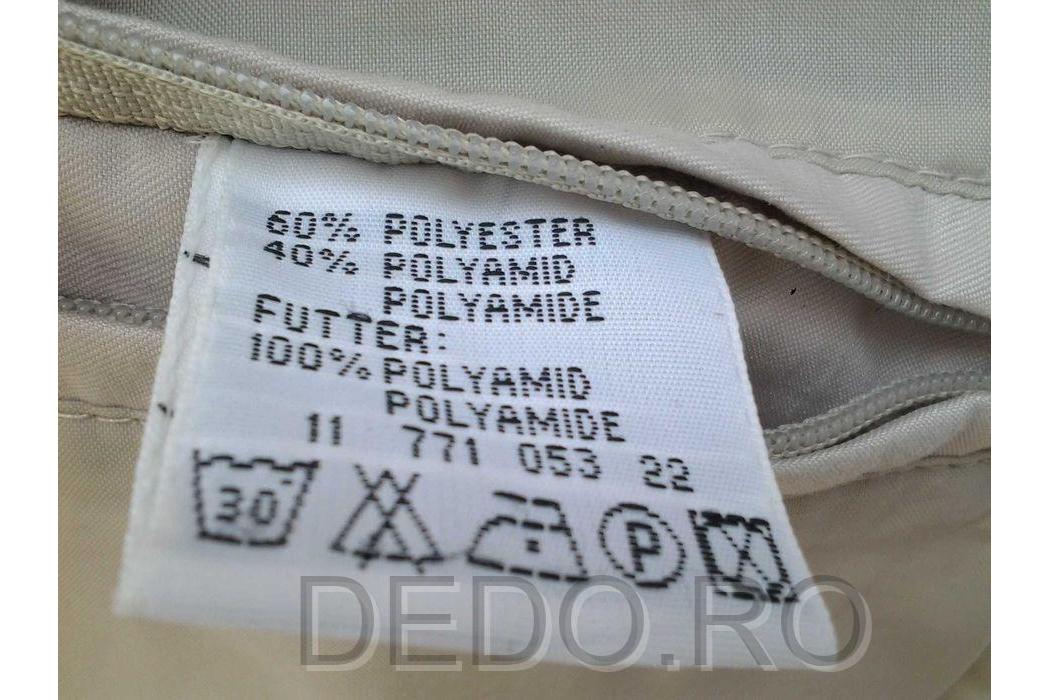 60% POLYESTER
40% POLYAMID
POLYAMIDE
FUTTER:
100% POLYAMID
POLYAMIDE
11 771 053 22
30°
P
DEDO.RO